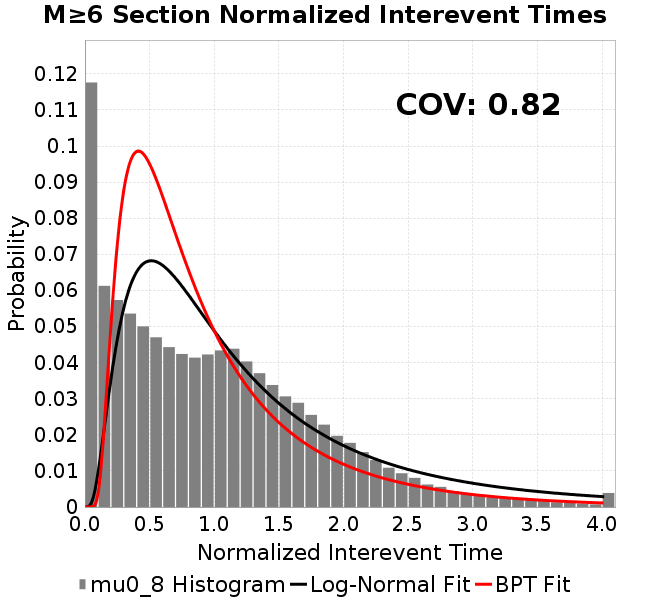 M≥6 Section Normalized Interevent Times
COV: 0.82
Probability
0.12
0.11
0.1
0.09
0.08
0.07
0.06
0.05
0.04
0.03
0.02
0.01
0
0.0 0.5 1.0 1.5 2.0 2.5 3.0 3.5 4.0
Normalized Interevent Time
mu0_8 Histogram Log-Normal Fit BPT Fit